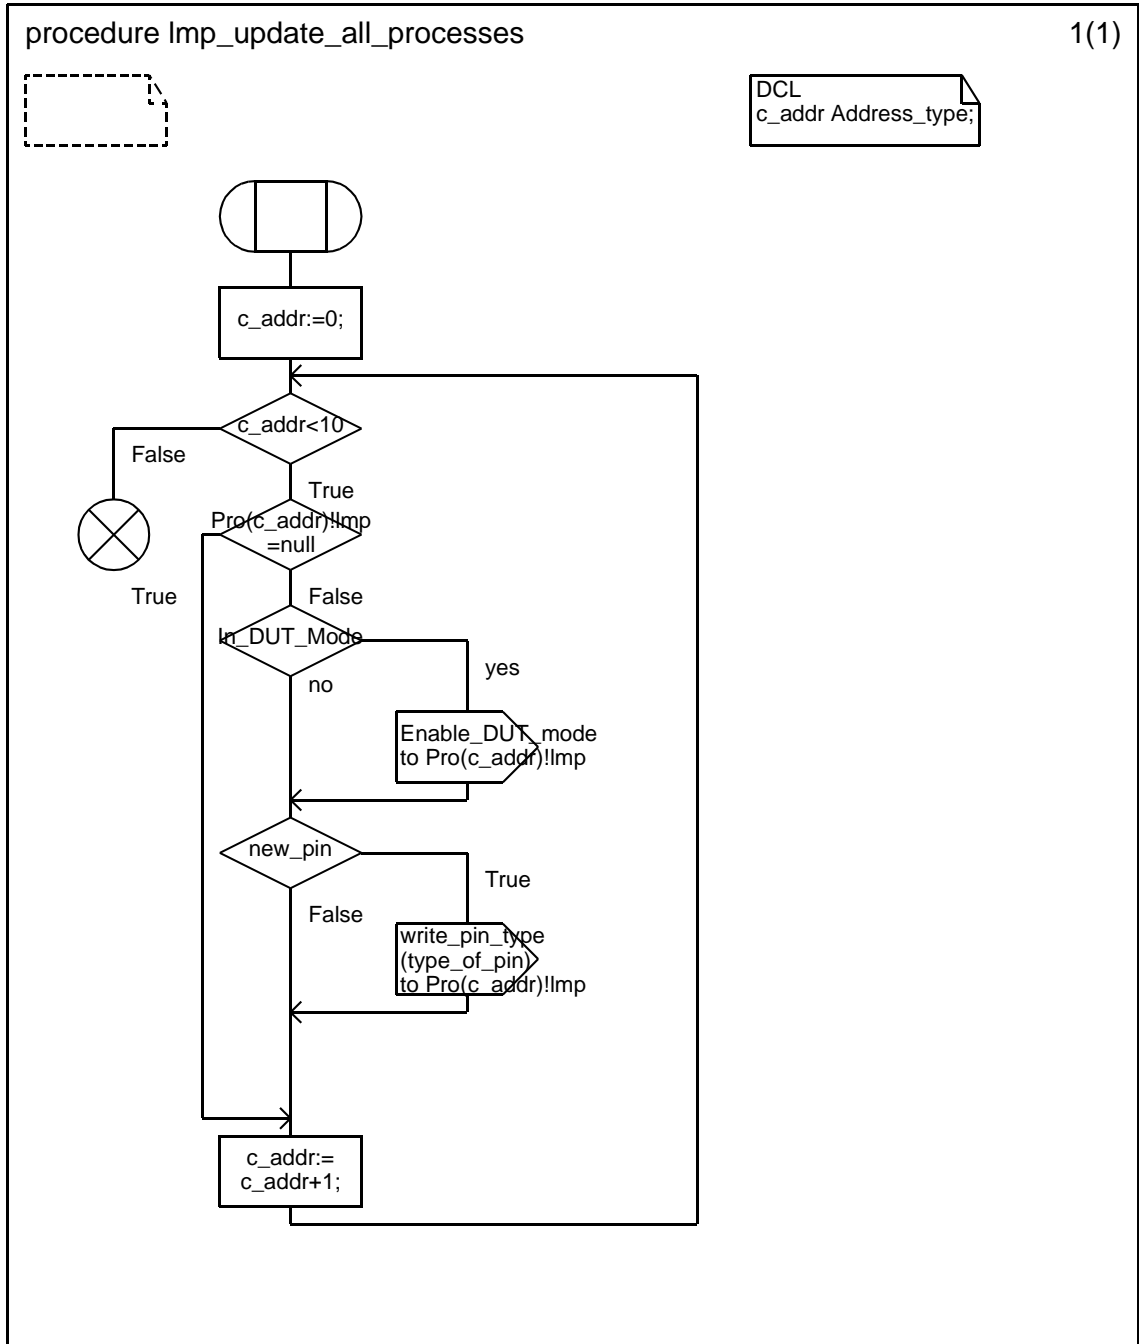 procedure lmp_update_all_processes
1(1)
DCL
c_addr Address_type;
c_addr:=0;
c_addr<10
False
True
Pro(c_addr)!lmp
=null
True
False
In_DUT_Mode
yes
no
Enable_DUT_mode
to Pro(c_addr)!lmp
new_pin
True
False
write_pin_type
(type_of_pin)
to Pro(c_addr)!lmp
c_addr:=
c_addr+1;